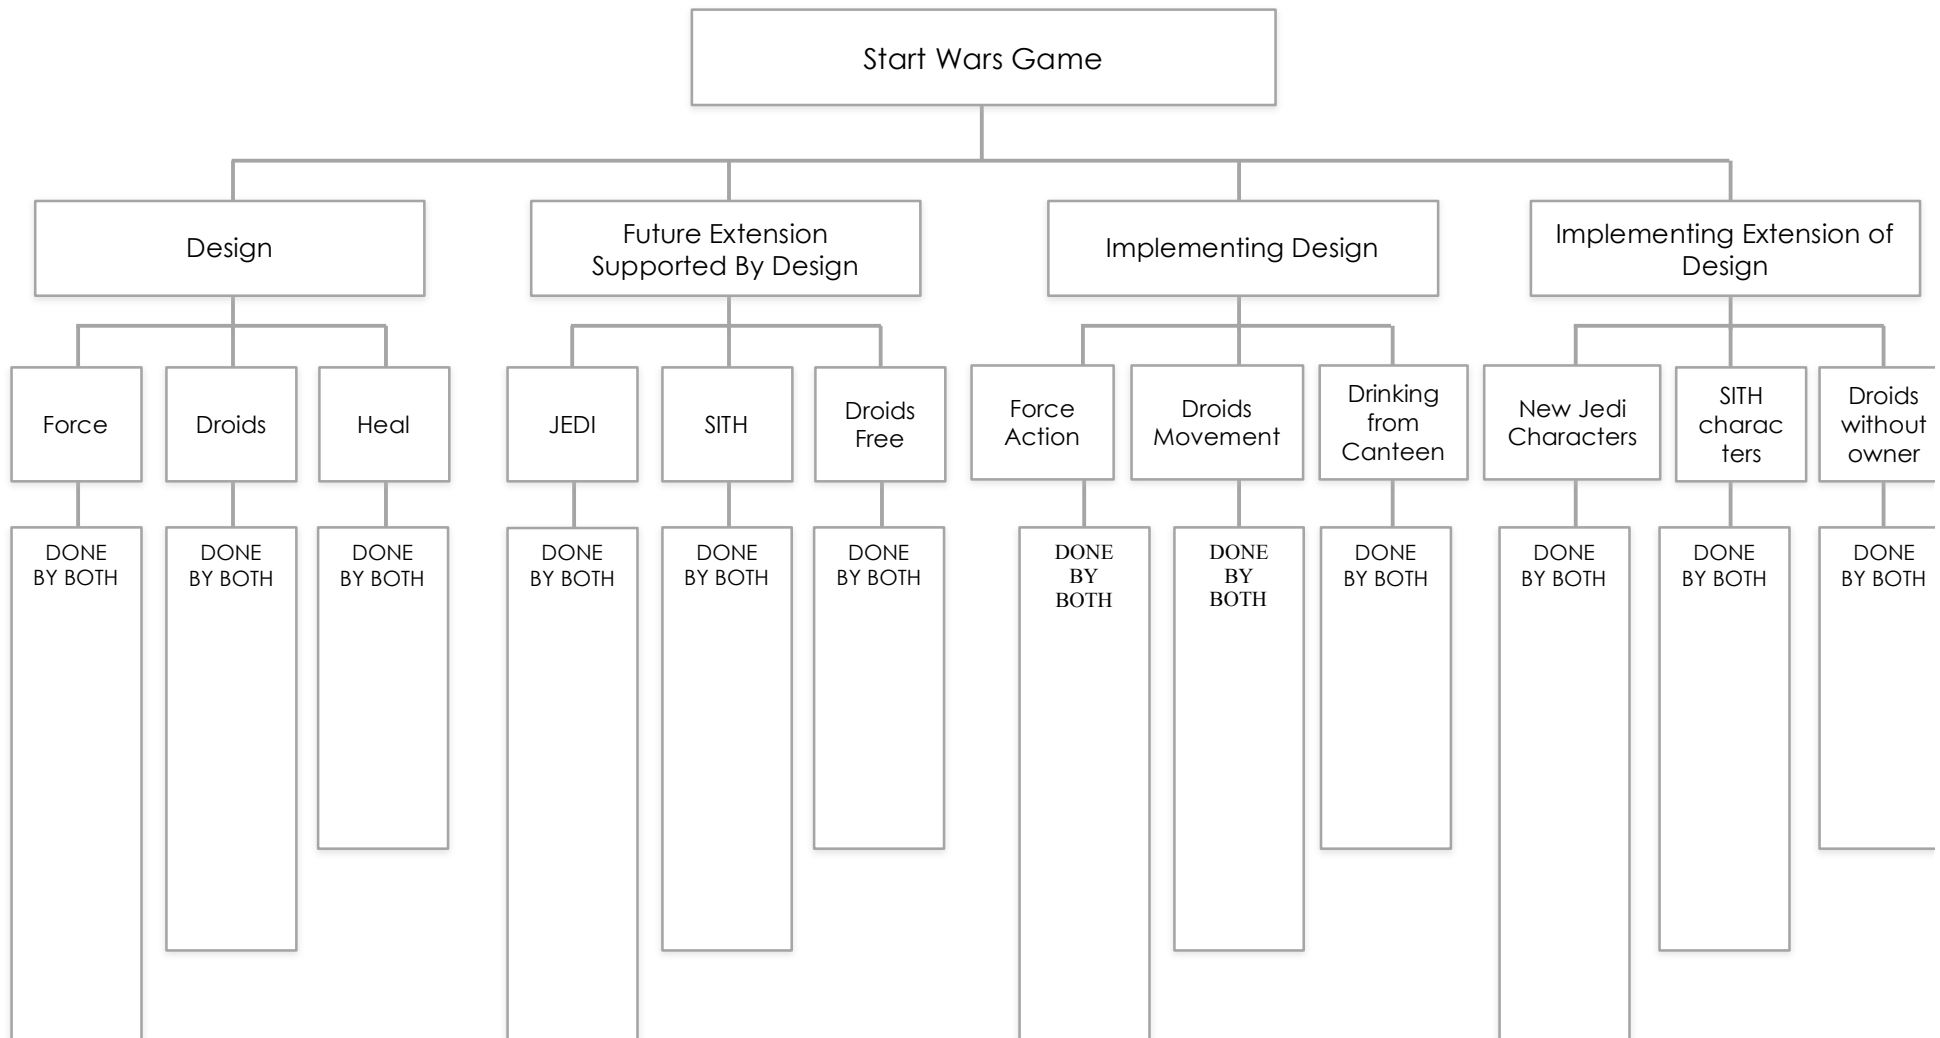 Start Wars Game
Design
Future Extension
Supported By Design
Implementing Design
Implementing Extension of
Design
Force
Droids
Heal
JEDI
SITH
Droids
Free
Force
Action
Droids
Movement
Drinking
from
Canteen
New Jedi
Characters
SITH
charac
ters
Droids
without
owner
DONE
BY BOTH
DONE
BY BOTH
DONE
BY BOTH
DONE
BY BOTH
DONE
BY BOTH
DONE
BY BOTH
DONE
BY
BOTH
DONE
BY
BOTH
DONE
BY BOTH
DONE
BY BOTH
DONE
BY BOTH
DONE
BY BOTH